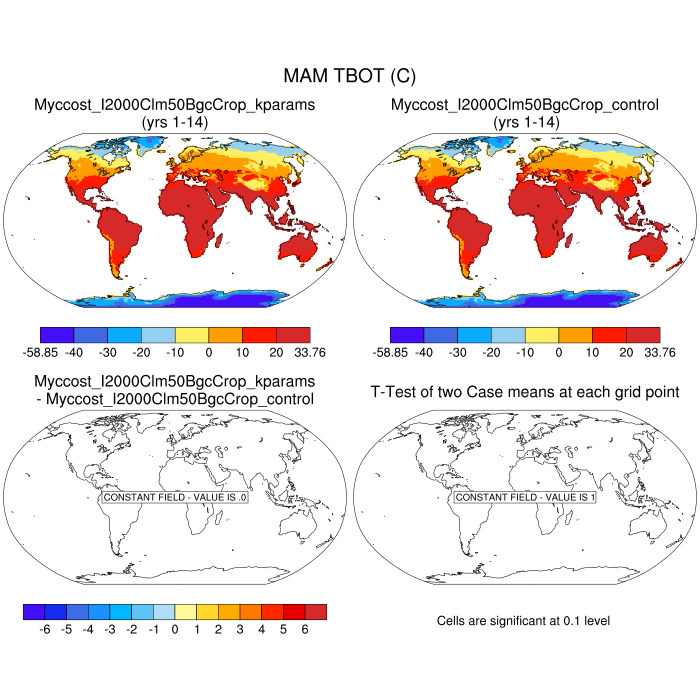 MAM TBOT (C)
Myccost_I2000Clm50BgcCrop_kparams
(yrs 1-14)
Myccost_I2000Clm50BgcCrop_control
(yrs 1-14)
-58.85 -40 -30 -20 -10 0 10 20 33.76
-58.85 -40 -30 -20 -10 0 10 20 33.76
Myccost_I2000Clm50BgcCrop_kparams
- Myccost_I2000Clm50BgcCrop_control
T-Test of two Case means at each grid point
CONSTANT FIELD - VALUE IS .0
CONSTANT FIELD - VALUE IS 1
-6 -5 -4 -3 -2 -1 0 1 2 3 4 5 6
Cells are significant at 0.1 level